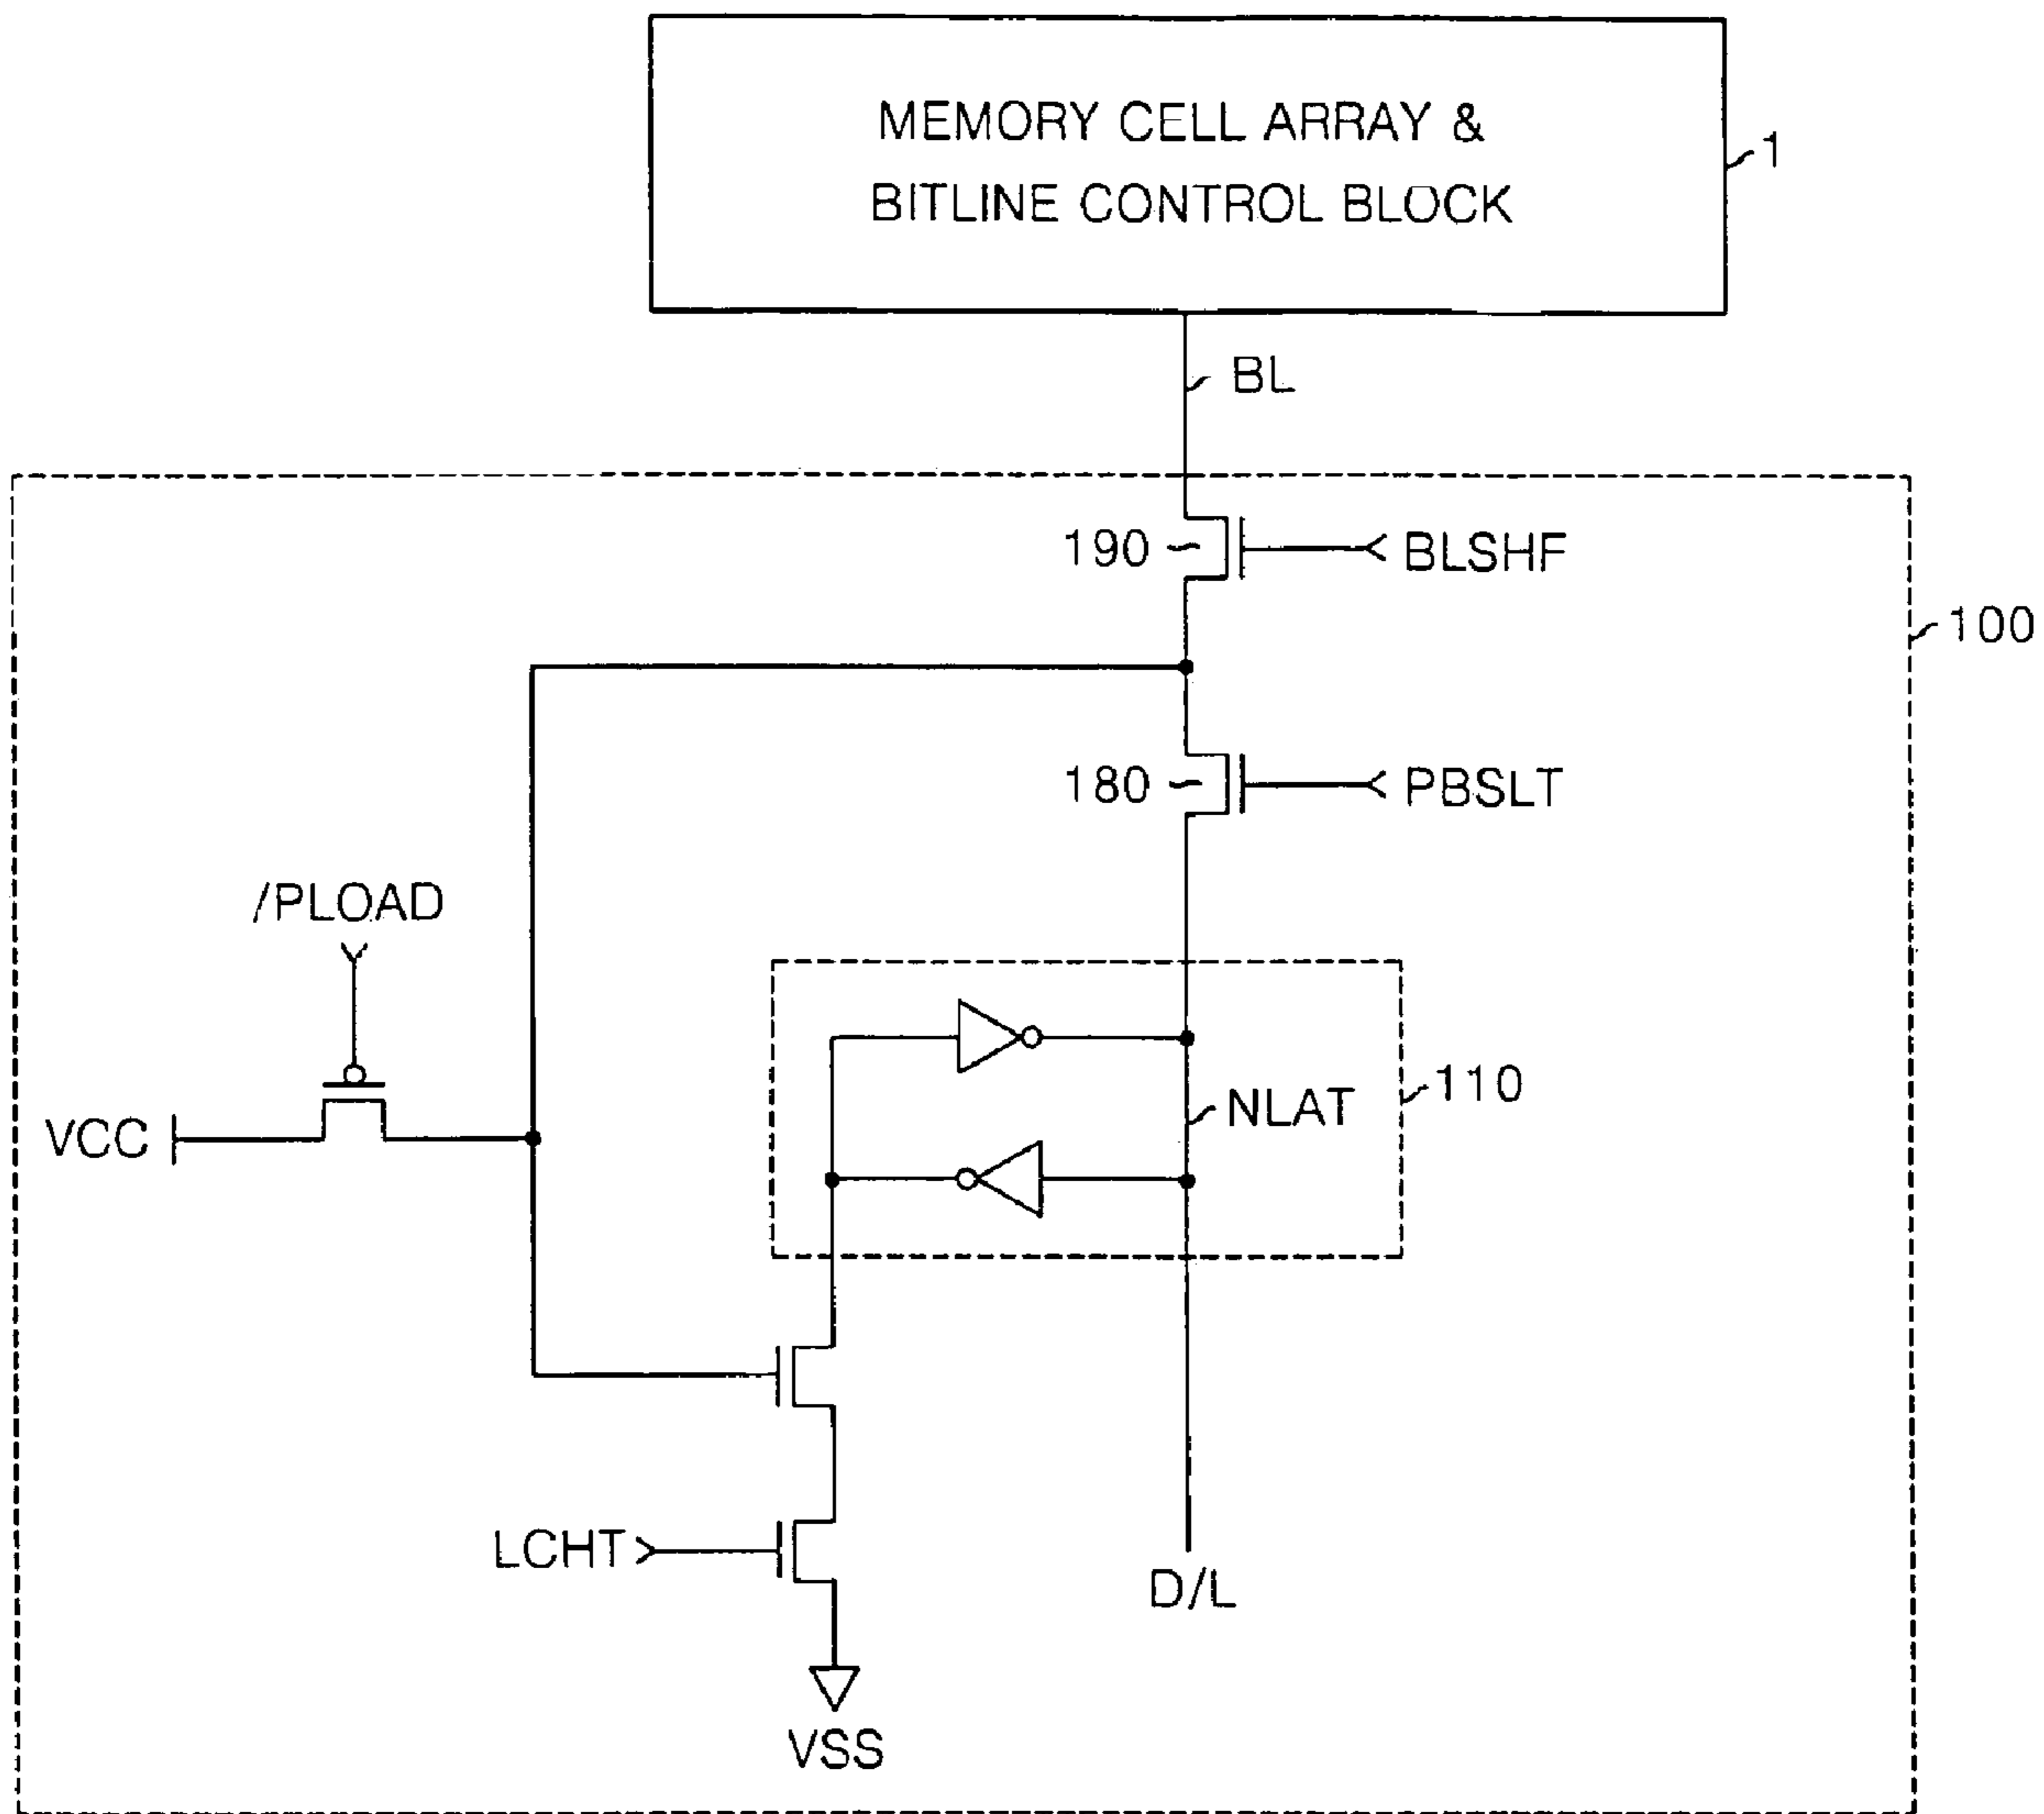 MEMORY CELL ARRAY &
BITLINE CONTROL BLOCK
1
BL
190
BLSHF
100
180
PBSLT
/PLOAD
VCC
NLAT
110
LCHT
D/L
VSS